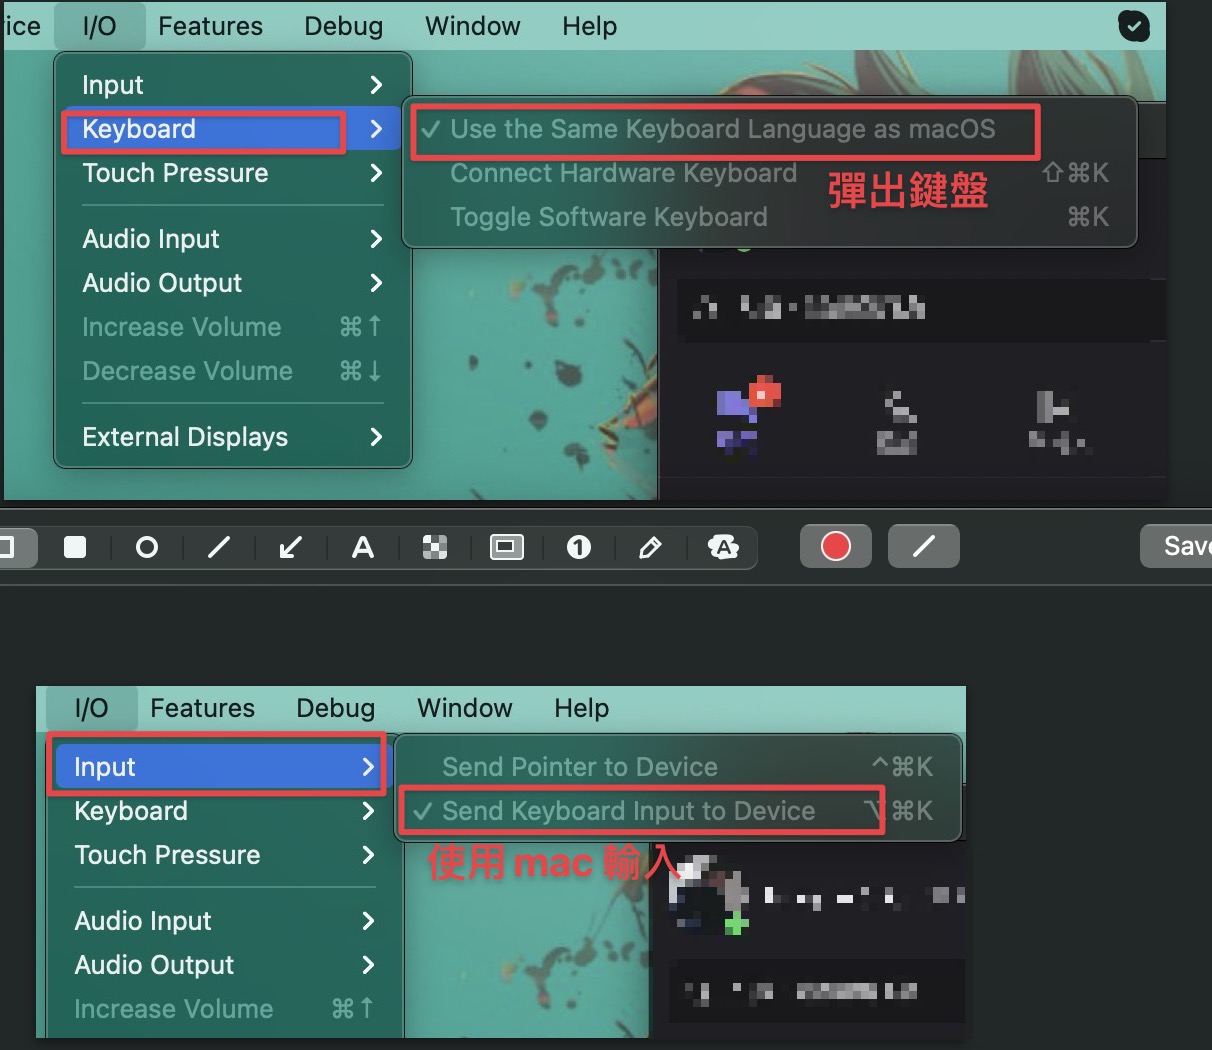 ice I/O Features Debug Window Help
Input
Keyboard
Touch Pressure
Audio Input
Audio Output
Increase Volume ⌘↑
Decrease Volume ⌘↓
External Displays
✓ Use the Same Keyboard Language as macOS
Connect Hardware Keyboard ⇧⌘K
Toggle Software Keyboard ⌘K
彈出鍵盤
A 1 A Save
I/O Features Debug Window Help
Input
Keyboard
Touch Pressure
Audio Input
Audio Output
Increase Volume ⌘↑
Send Pointer to Device ^⌘K
✓ Send Keyboard Input to Device ⌥⌘K
使用 mac 輸入